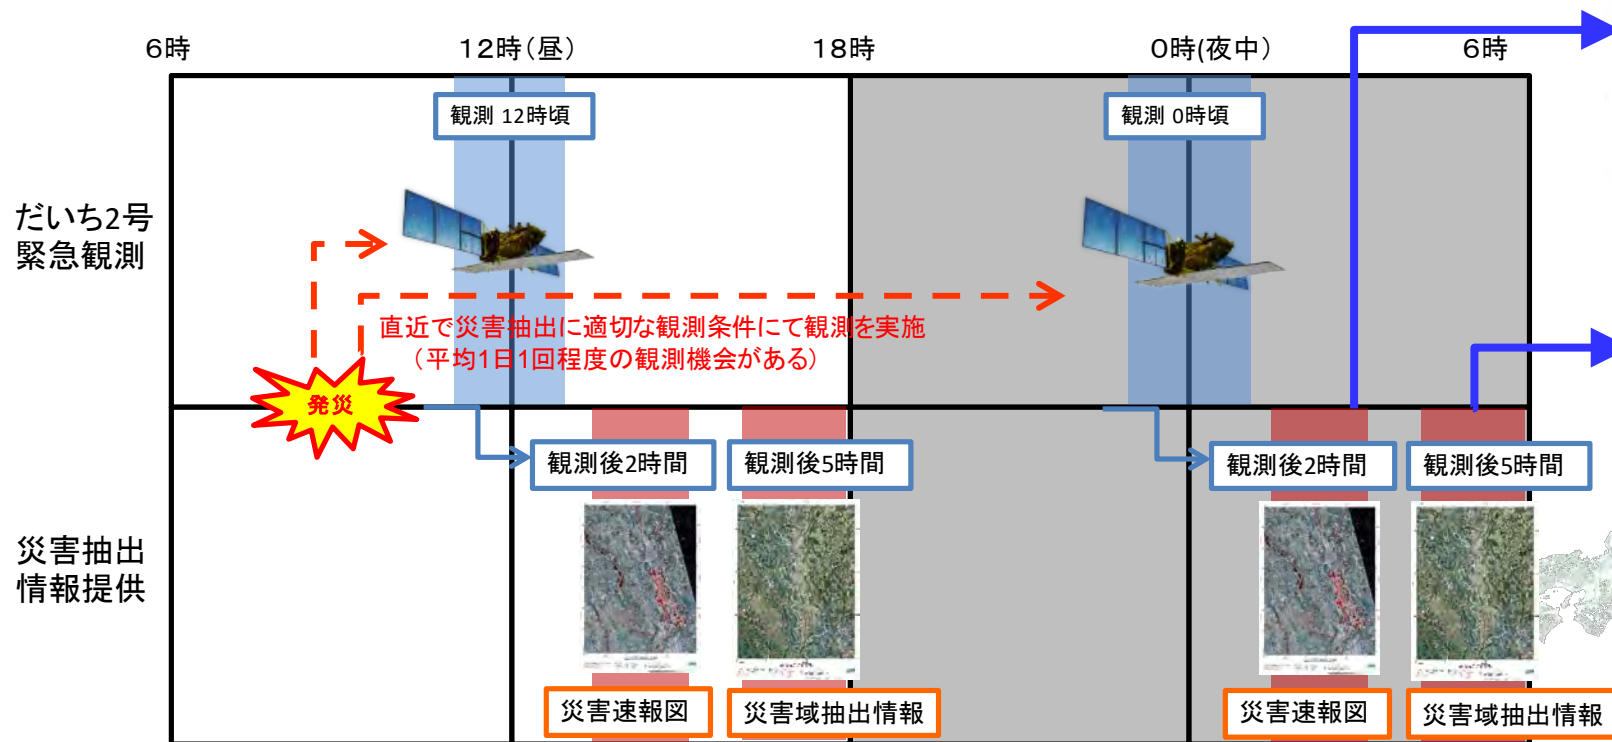 6時
12時（昼）
18時
0時(夜中）
6時
観測 12時頃
観測 0時頃
だいち2号
緊急観測
直近で災害抽出に適切な観測条件にて観測を実施
（平均1日1回程度の観測機会がある）
発災
観測後2時間
観測後5時間
観測後2時間
観測後5時間
災害抽出
情報提供
災害速報図
災害域抽出情報
災害速報図
災害域抽出情報